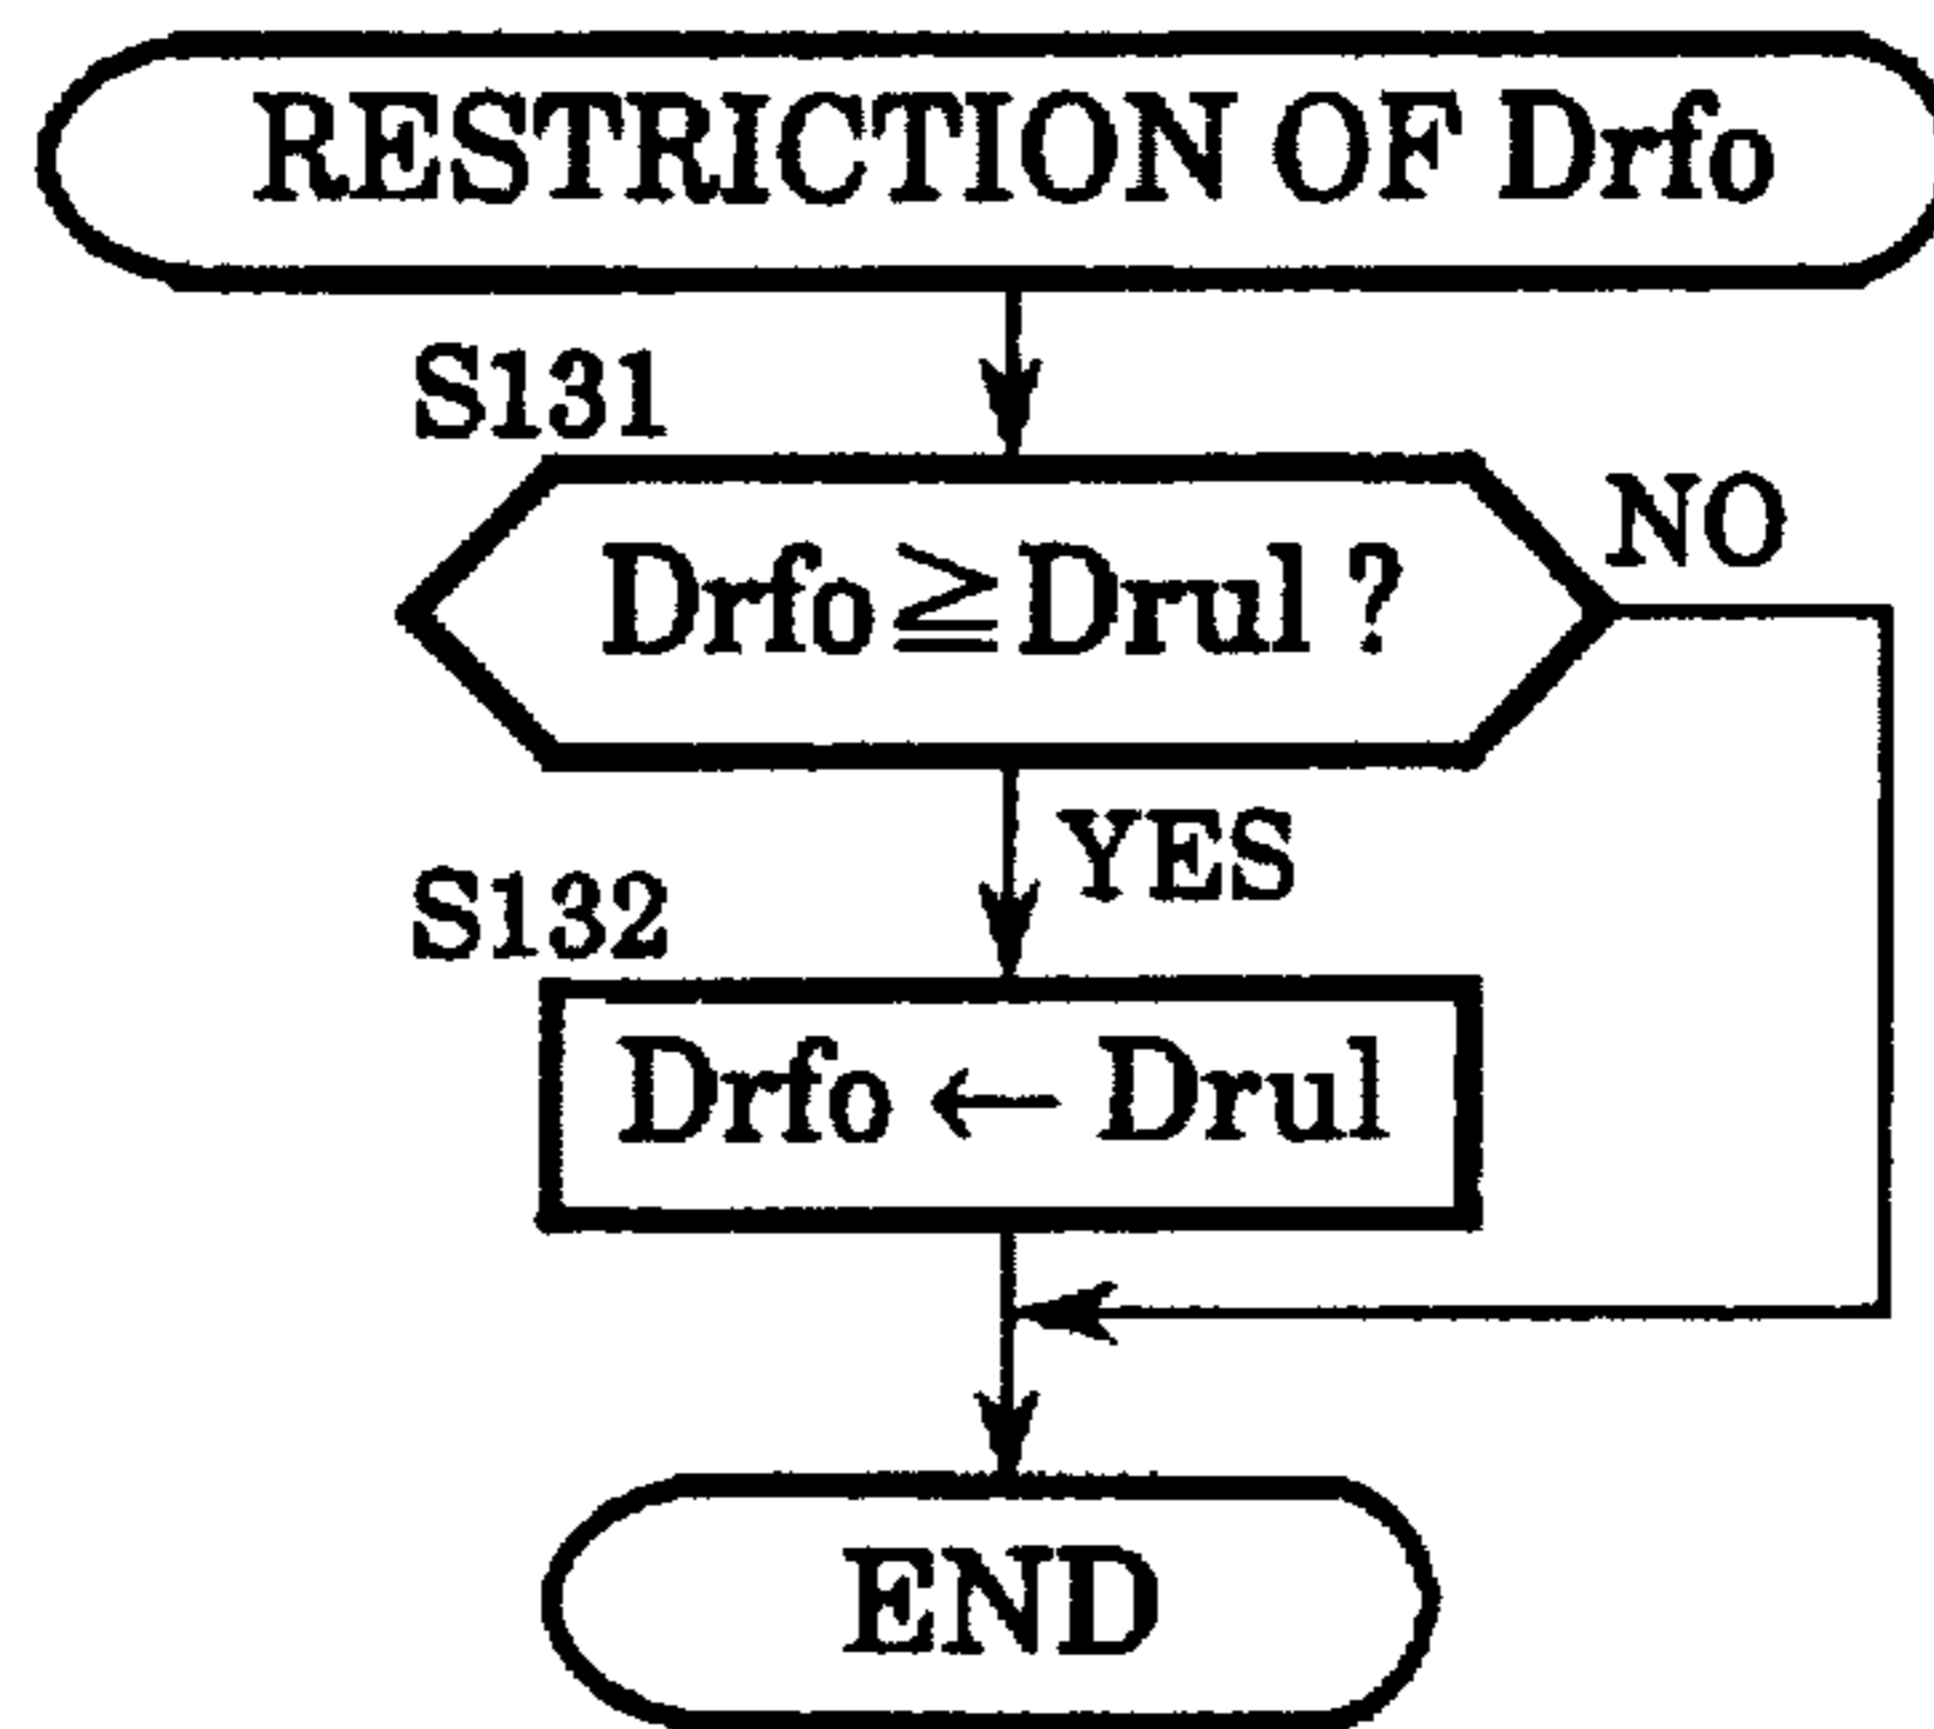 RESTRICTION OF Drfo
S131
Drfo≧Drul ?
NO
YES
S132
Drfo ← Drul
END